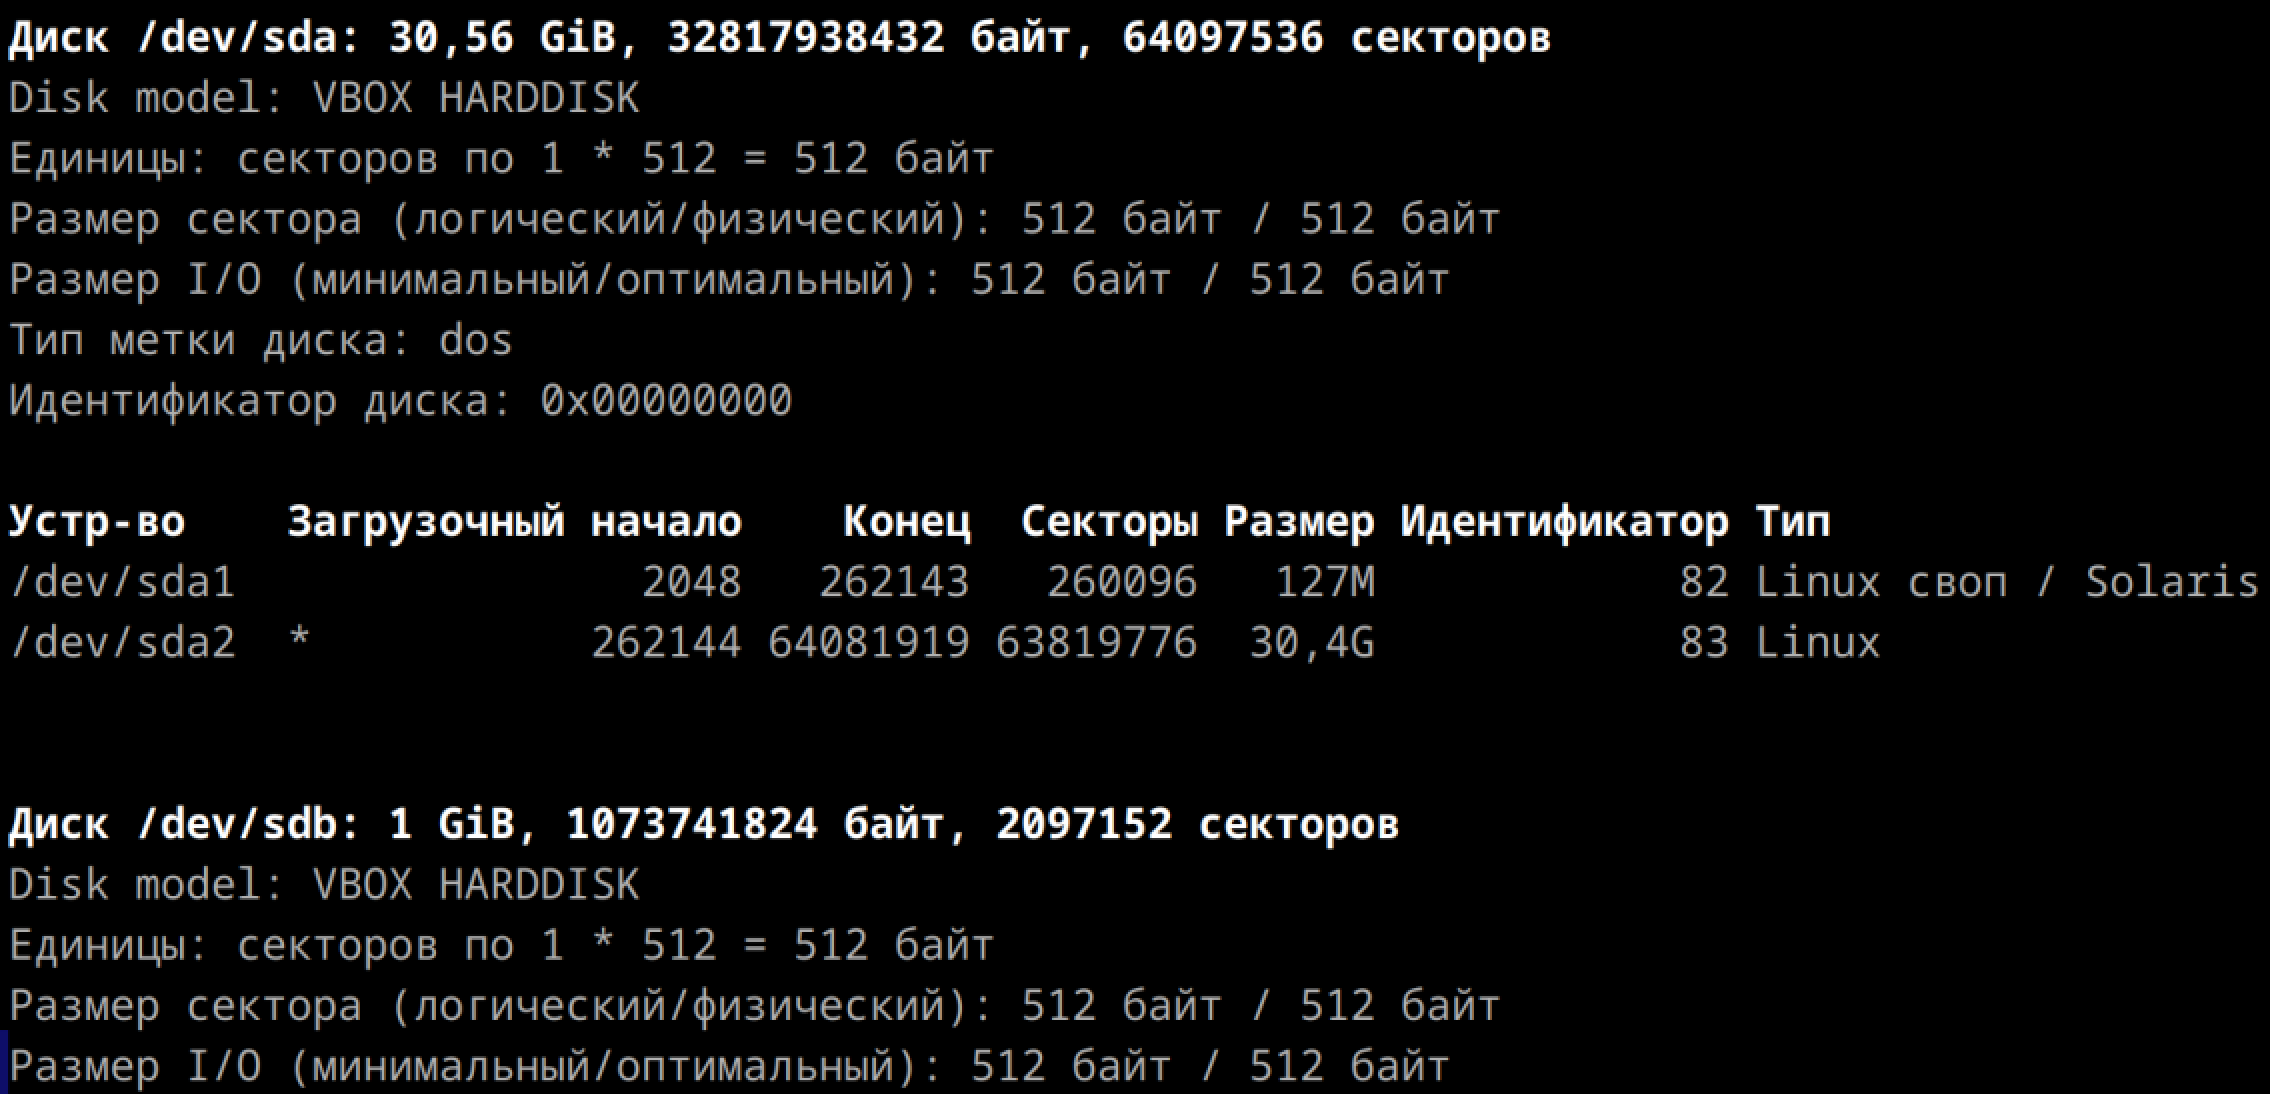 Диск /dev/sda: 30,56 GiB, 32817938432 байт, 64097536 секторов
Disk model: VBOX HARDDISK
Единицы: секторов по 1 * 512 = 512 байт
Размер сектора (логический/физический): 512 байт / 512 байт
Размер I/O (минимальный/оптимальный): 512 байт / 512 байт
Тип метки диска: dos
Идентификатор диска: 0x00000000
Устр-во    Загрузочный начало    Конец  Секторы Размер Идентификатор Тип
/dev/sda1                2048   262143   260096   127M            82 Linux своп / Solaris
/dev/sda2  *           262144 64081919 63819776  30,4G            83 Linux
Диск /dev/sdb: 1 GiB, 1073741824 байт, 2097152 секторов
Disk model: VBOX HARDDISK
Единицы: секторов по 1 * 512 = 512 байт
Размер сектора (логический/физический): 512 байт / 512 байт
Размер I/O (минимальный/оптимальный): 512 байт / 512 байт